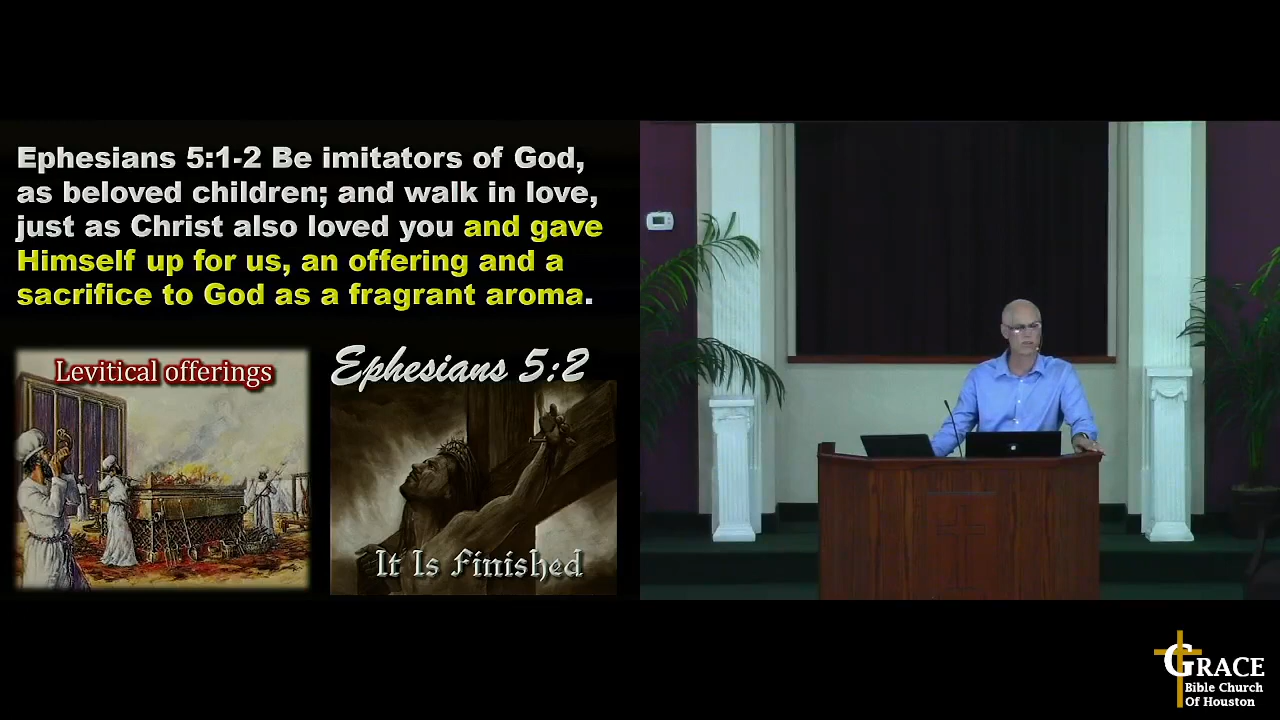 Ephesians 5:1-2 Be imitators of God,
as beloved children; and walk in love,
just as Christ also loved you and gave
Himself up for us, an offering and a
sacrifice to God as a fragrant aroma.
Levitical offerings
Ephesians 5:2
It Is Finished
GRACE
Bible Church
Of Houston